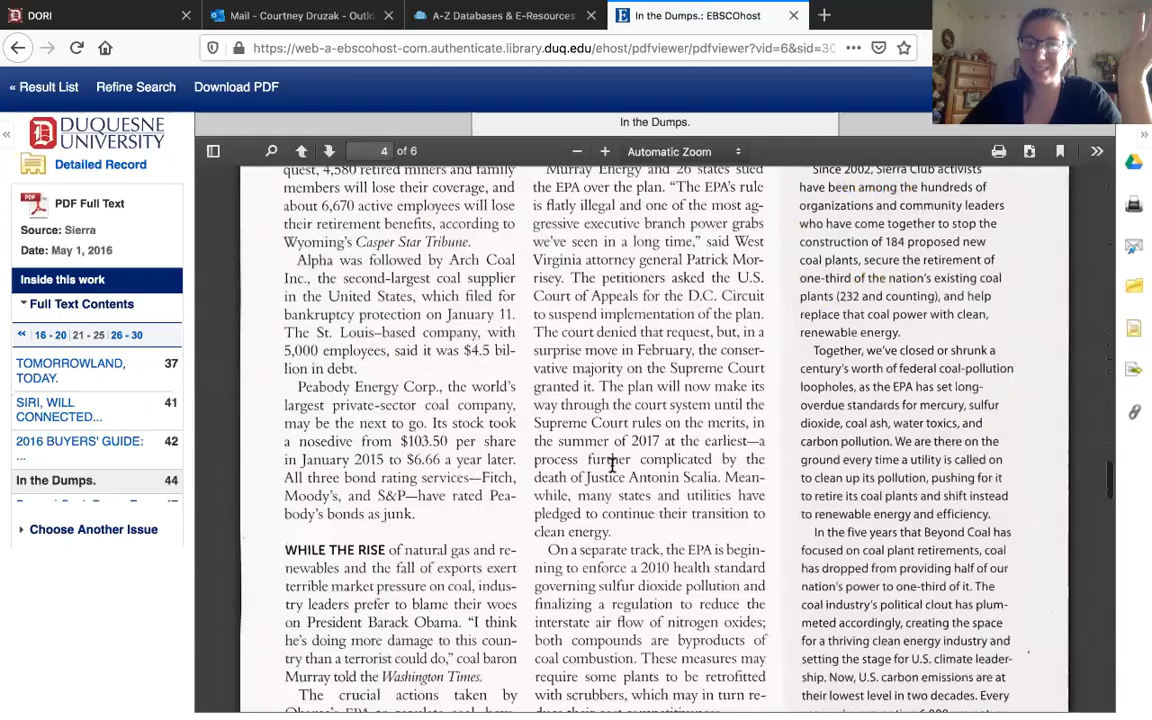 DORI
Mail - Courtney Druzak - Outlo
A-Z Databases & E-Resources
In the Dumps.: EBSCOhost
https://web-a-ebscohost-com.authenticate.library.duq.edu/ehost/pdfviewer/pdfviewer?vid=6&sid=30
« Result List Refine Search Download PDF
In the Dumps.
4 of 6
Automatic Zoom
DUQUESNE
UNIVERSITY
Detailed Record
PDF Full Text
Source: Sierra
Date: May 1, 2016
Inside this work
Full Text Contents
« 16 - 20 | 21 - 25 | 26 - 30
TOMORROWLAND, 37
TODAY.
SIRI, WILL 41
CONNECTED...
2016 BUYERS' GUIDE: 42
...
In the Dumps. 44
Choose Another Issue
quest, 4,580 retired miners and family
members will lose their coverage, and
about 6,670 active employees will lose
their retirement benefits, according to
Wyoming's Casper Star Tribune.
Alpha was followed by Arch Coal
Inc., the second-largest coal supplier
in the United States, which filed for
bankruptcy protection on January 11.
The St. Louis–based company, with
5,000 employees, said it was $4.5 bil-
lion in debt.
Peabody Energy Corp., the world's
largest private-sector coal company,
may be the next to go. Its stock took
a nosedive from $103.50 per share
in January 2015 to $6.66 a year later.
All three bond rating services—Fitch,
Moody's, and S&P—have rated Pea-
body's bonds as junk.
WHILE THE RISE of natural gas and re-
newables and the fall of exports exert
terrible market pressure on coal, indus-
try leaders prefer to blame their woes
on President Barack Obama. "I think
he's doing more damage to this coun-
try than a terrorist could do," coal baron
Murray told the Washington Times.
The crucial actions taken by
Murray Energy and 26 states sued
the EPA over the plan. "The EPA's rule
is flatly illegal and one of the most ag-
gressive executive branch power grabs
we've seen in a long time," said West
Virginia attorney general Patrick Mor-
risey. The petitioners asked the U.S.
Court of Appeals for the D.C. Circuit
to suspend implementation of the plan.
The court denied that request, but, in a
surprise move in February, the conser-
vative majority on the Supreme Court
granted it. The plan will now make its
way through the court system until the
Supreme Court rules on the merits, in
the summer of 2017 at the earliest—a
process further complicated by the
death of Justice Antonin Scalia. Mean-
while, many states and utilities have
pledged to continue their transition to
clean energy.
On a separate track, the EPA is begin-
ning to enforce a 2010 health standard
governing sulfur dioxide pollution and
finalizing a regulation to reduce the
interstate air flow of nitrogen oxides;
both compounds are byproducts of
coal combustion. These measures may
require some plants to be retrofitted
with scrubbers, which may in turn re-
Since 2002, Sierra Club activists
have been among the hundreds of
organizations and community leaders
who have come together to stop the
construction of 184 proposed new
coal plants, secure the retirement of
one-third of the nation's existing coal
plants (232 and counting), and help
replace that coal power with clean,
renewable energy.
Together, we've closed or shrunk a
century's worth of federal coal-pollution
loopholes, as the EPA has set long-
overdue standards for mercury, sulfur
dioxide, coal ash, water toxics, and
carbon pollution. We are there on the
ground every time a utility is called on
to clean up its pollution, pushing for it
to retire its coal plants and shift instead
to renewable energy and efficiency.
In the five years that Beyond Coal has
focused on coal plant retirements, coal
has dropped from providing half of our
nation's power to one-third of it. The
coal industry's political clout has plum-
meted accordingly, creating the space
for a thriving clean energy industry and
setting the stage for U.S. climate leader-
ship. Now, U.S. carbon emissions are at
their lowest level in two decades. Every